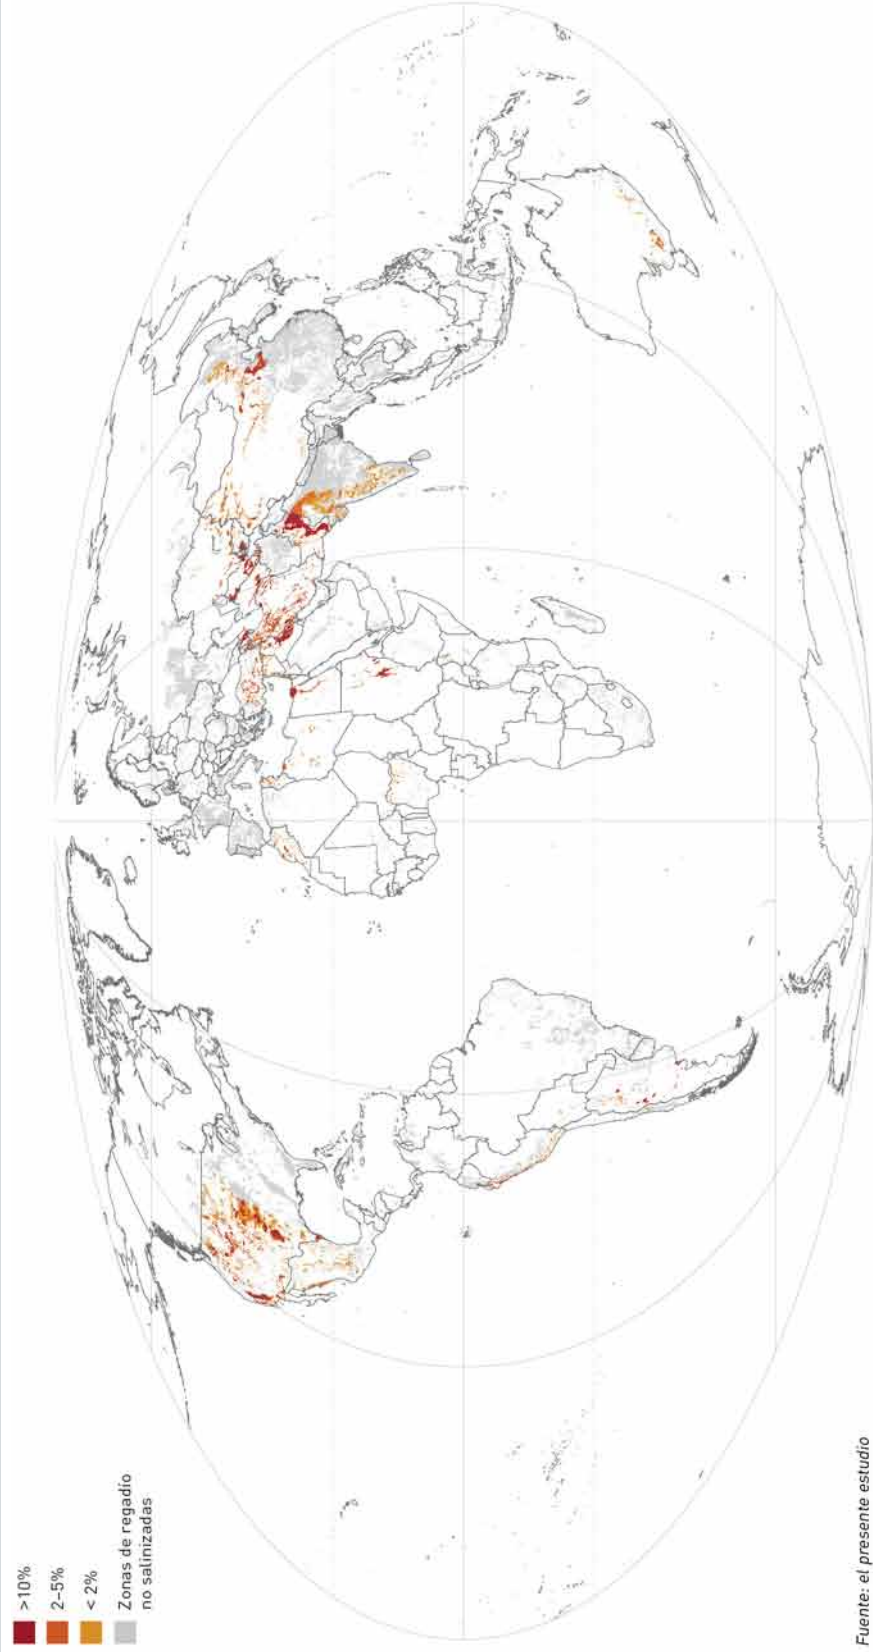 >10%
2–5%
< 2%
Zonas de regadío
no salinizadas
Fuente: el presente estudio